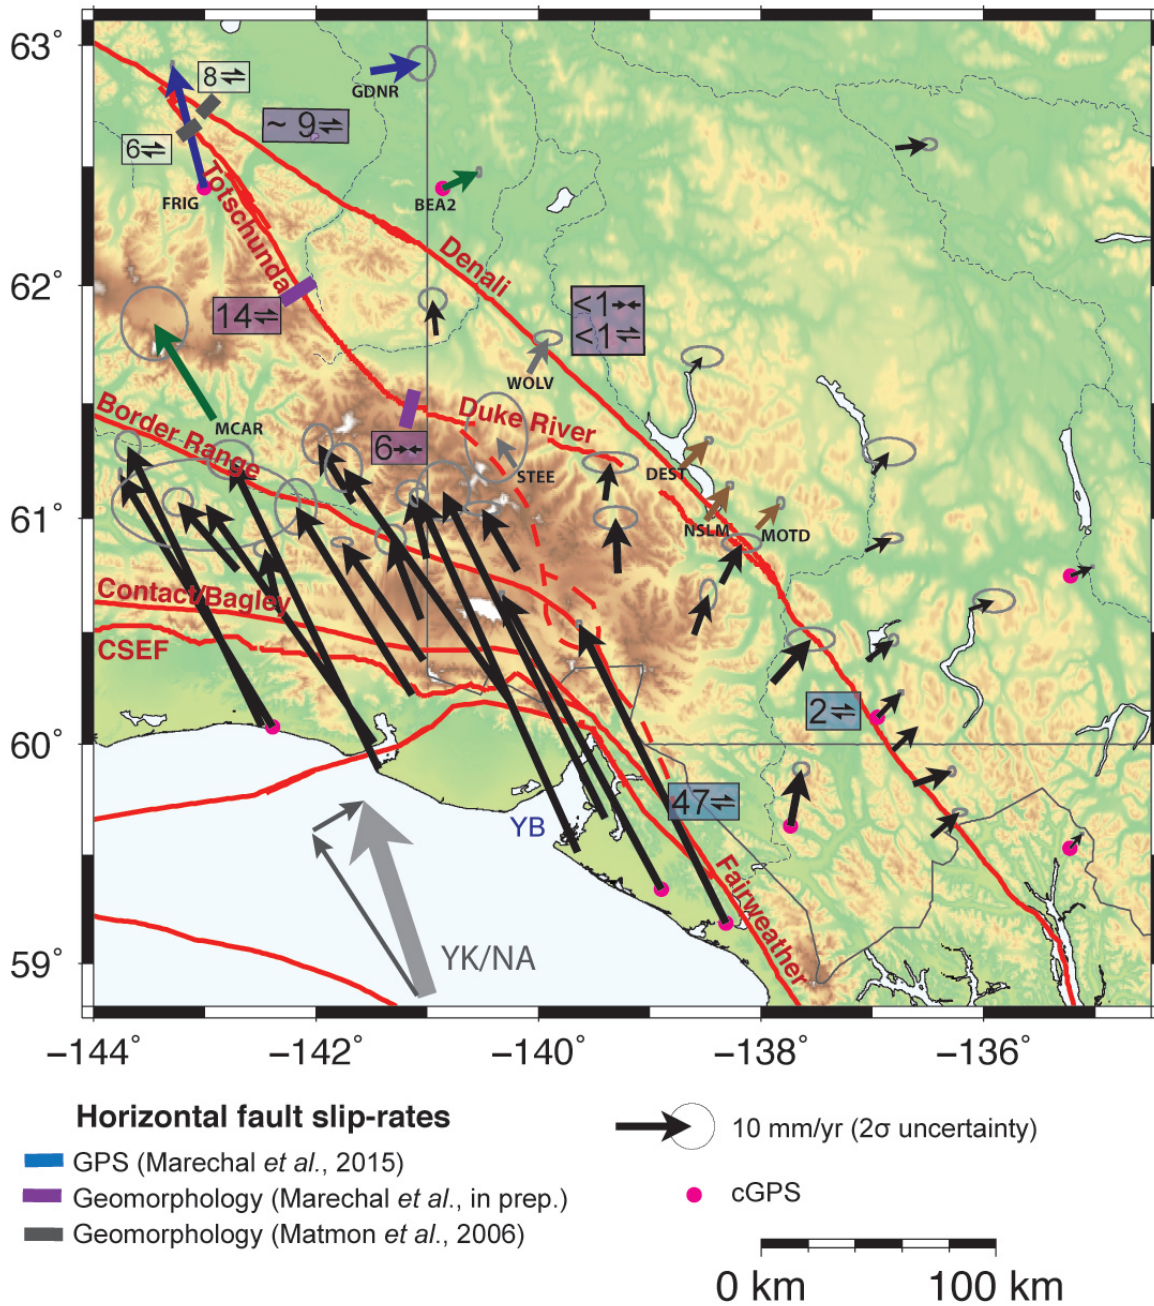 63°
62°
61°
60°
59°
GDNR
8⇌
~ 9⇌
6⇌
FRIG
Totschunda
BEA2
Denali
14⇌
<1→←
<1⇌
WOLV
MCAR
Border Range
Duke River
6→←
STEE
DEST
NSLM
MOTD
Contact/Bagley
CSEF
2⇌
47⇌
YB
Fairweather
YK/NA
−144°
−142°
−140°
−138°
−136°
Horizontal fault slip-rates
GPS (Marechal et al., 2015)
Geomorphology (Marechal et al., in prep.)
Geomorphology (Matmon et al., 2006)
10 mm/yr (2σ uncertainty)
cGPS
0 km 100 km